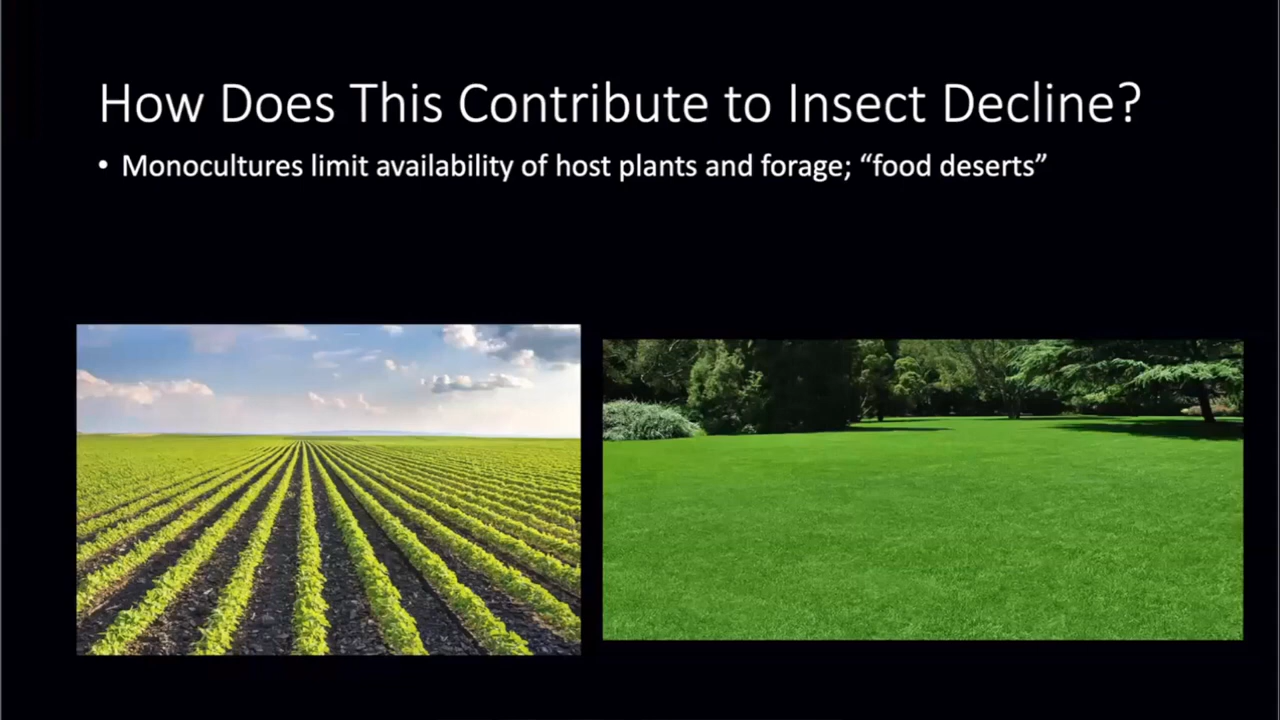 How Does This Contribute to Insect Decline?
• Monocultures limit availability of host plants and forage; “food deserts”